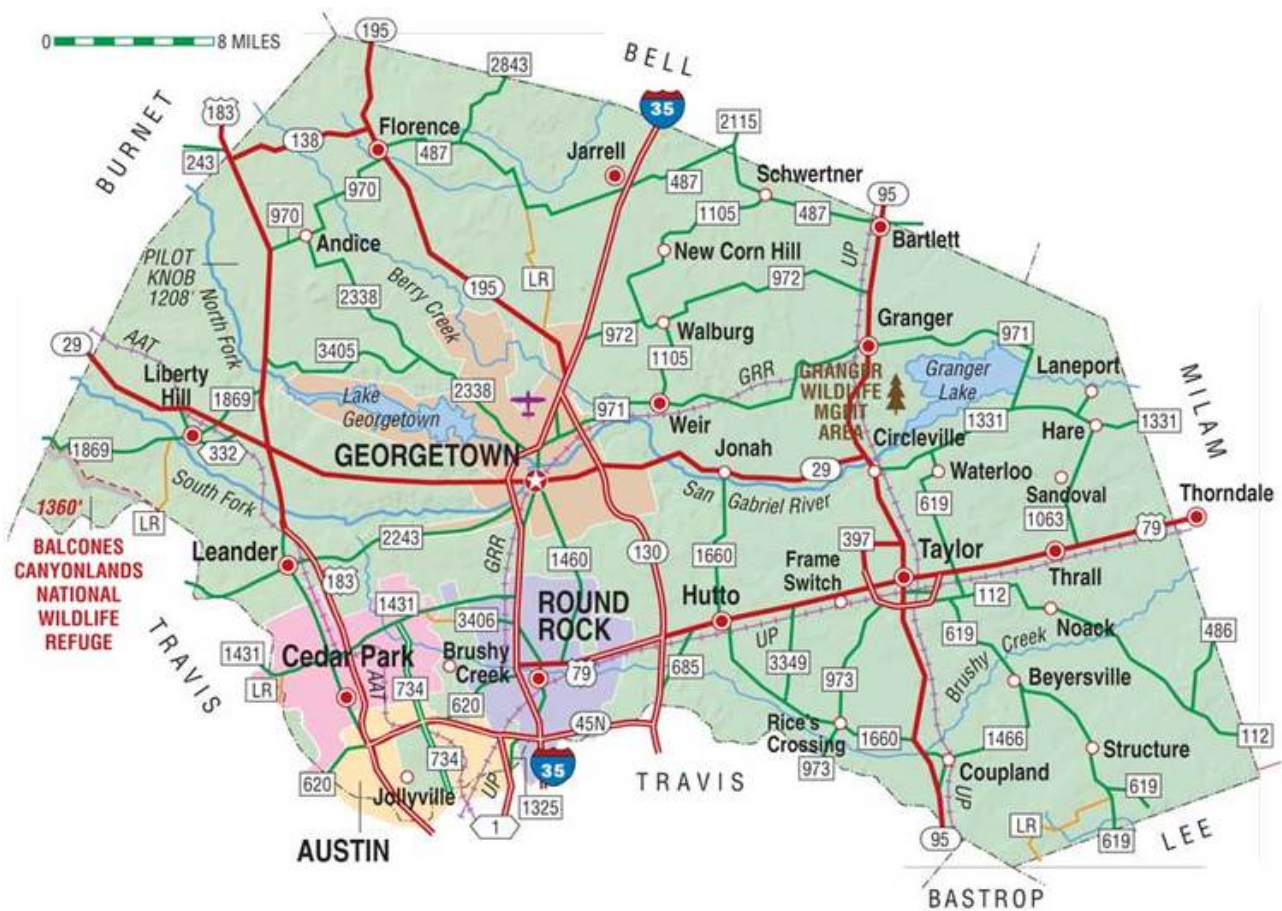 0 8 MILES
195
2843
BELL
35
BURNET
183
138
Florence
2115
243
487
Jarrell
Schwertner
970
487
95
1105
487
Bartlett
970
Andice
New Corn Hill
UP
PILOT
KNOB
1208'
North Fork
2338
Berry Creek
195
LR
972
972
Walburg
Granger
971
29
AAT
3405
1105
GRR
Laneport
Liberty
Hill
1869
Lake
Georgetown
2338
971
Weir
GRANGER
WILDLIFE
MGMT
AREA
Granger
Lake
MILAM
1869
332
GEORGETOWN
Jonah
29
Circleville
1331
Hare
1331
South Fork
San Gabriel River
Waterloo
Sandoval
Thorndale
1360'
LR
619
1063
79
BALCONES
CANYONLANDS
NATIONAL
WILDLIFE
REFUGE
Leander
2243
GRR
1460
130
1660
Frame
Switch
397
Taylor
Thrall
183
1431
ROUND
ROCK
Hutto
112
Noack
TRAVIS
3406
UP
619
486
1431
Cedar Park
Brushy
Creek
79
685
3349
973
Brushy Creek
Beyersville
LR
AAT
734
620
45N
Rice's
Crossing
1660
1466
112
620
734
UP
35
TRAVIS
973
Coupland
Structure
Jollyville
1325
UP
619
1
95
LR
619
LEE
AUSTIN
BASTROP